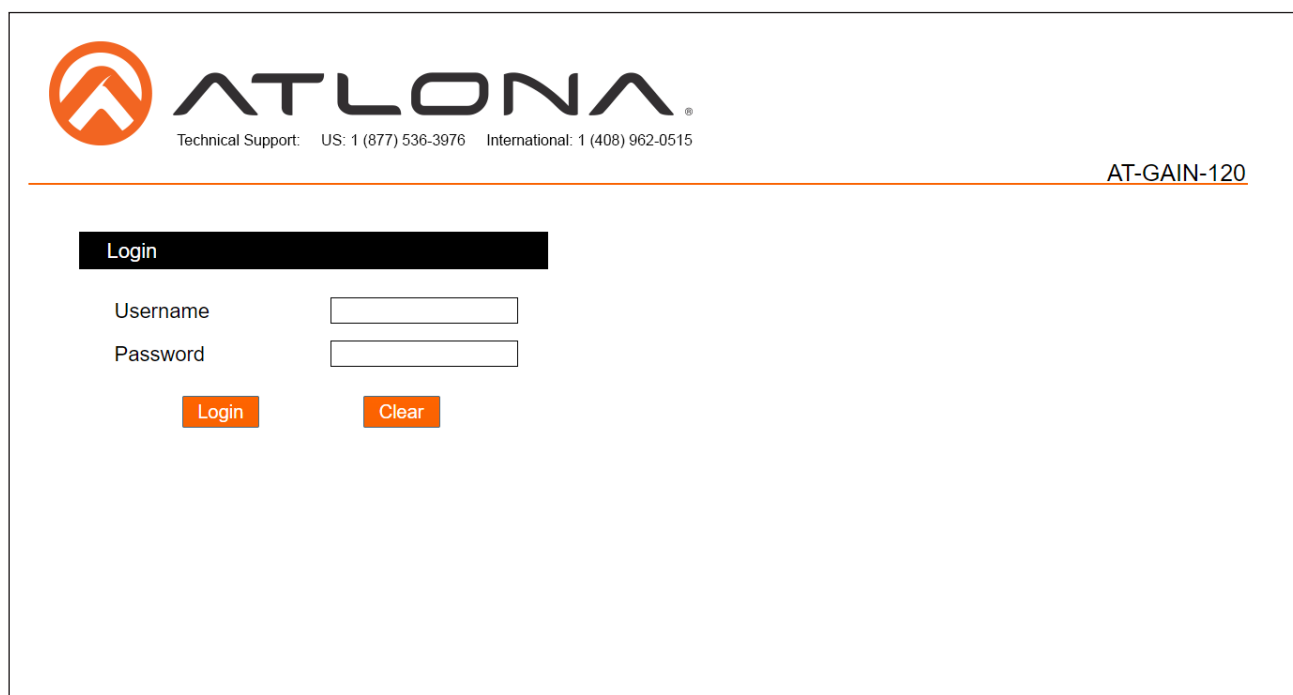 ATLONA®
Technical Support: US: 1 (877) 536-3976 International: 1 (408) 962-0515
AT-GAIN-120
Login
Username
Password
Login Clear